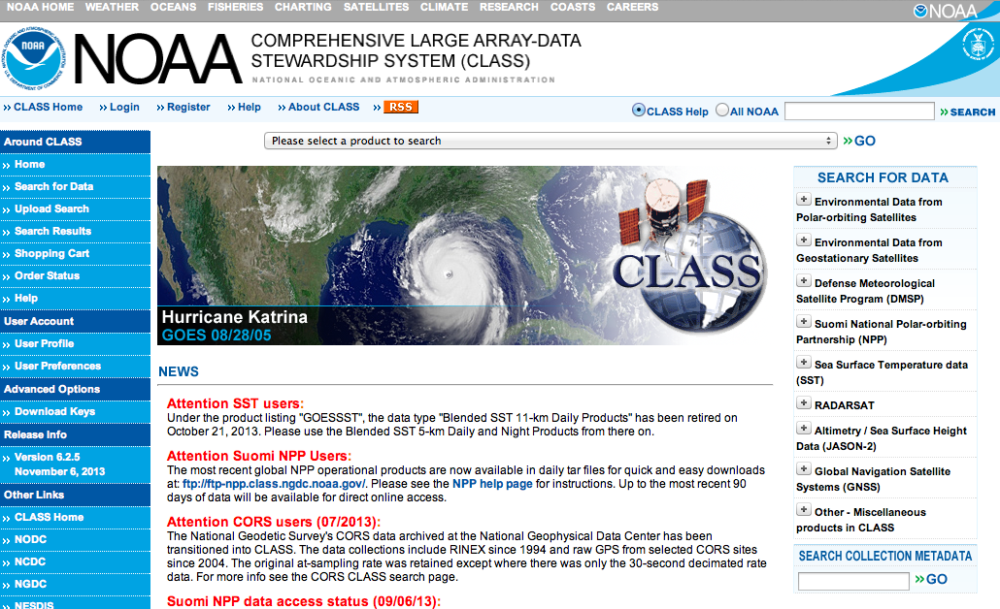 NOAA HOME WEATHER OCEANS FISHERIES CHARTING SATELLITES CLIMATE RESEARCH COASTS CAREERS
NOAA
NOAA
NOAA
COMPREHENSIVE LARGE ARRAY-DATA
STEWARDSHIP SYSTEM (CLASS)
NATIONAL OCEANIC AND ATMOSPHERIC ADMINISTRATION
›› CLASS Home ›› Login ›› Register ›› Help ›› About CLASS ›› RSS
CLASS Help All NOAA ›› SEARCH
Please select a product to search ›› GO
Around CLASS
›› Home
›› Search for Data
›› Upload Search
›› Search Results
›› Shopping Cart
›› Order Status
›› Help
User Account
›› User Profile
›› User Preferences
Advanced Options
›› Download Keys
Release Info
›› Version 6.2.5
November 6, 2013
Other Links
›› CLASS Home
›› NODC
›› NCDC
›› NGDC
›› NESDIS
CLASS
Hurricane Katrina
GOES 08/28/05
NEWS
Attention SST users:
Under the product listing "GOESSST", the data type "Blended SST 11-km Daily Products" has been retired on
October 21, 2013. Please use the Blended SST 5-km Daily and Night Products from there on.
Attention Suomi NPP Users:
The most recent global NPP operational products are now available in daily tar files for quick and easy downloads
at: ftp://ftp-npp.class.ngdc.noaa.gov/. Please see the NPP help page for instructions. Up to the most recent 90
days of data will be available for direct online access.
Attention CORS users (07/2013):
The National Geodetic Survey's CORS data archived at the National Geophysical Data Center has been
transitioned into CLASS. The data collections include RINEX since 1994 and raw GPS from selected CORS sites
since 2004. The original at-sampling rate was retained except where there was only the 30-second decimated rate
data. For more info see the CORS CLASS search page.
Suomi NPP data access status (09/06/13):
SEARCH FOR DATA
+ Environmental Data from
Polar-orbiting Satellites
+ Environmental Data from
Geostationary Satellites
+ Defense Meteorological
Satellite Program (DMSP)
+ Suomi National Polar-orbiting
Partnership (NPP)
+ Sea Surface Temperature data
(SST)
+ RADARSAT
+ Altimetry / Sea Surface Height
Data (JASON-2)
+ Global Navigation Satellite
Systems (GNSS)
+ Other - Miscellaneous
products in CLASS
SEARCH COLLECTION METADATA
›› GO